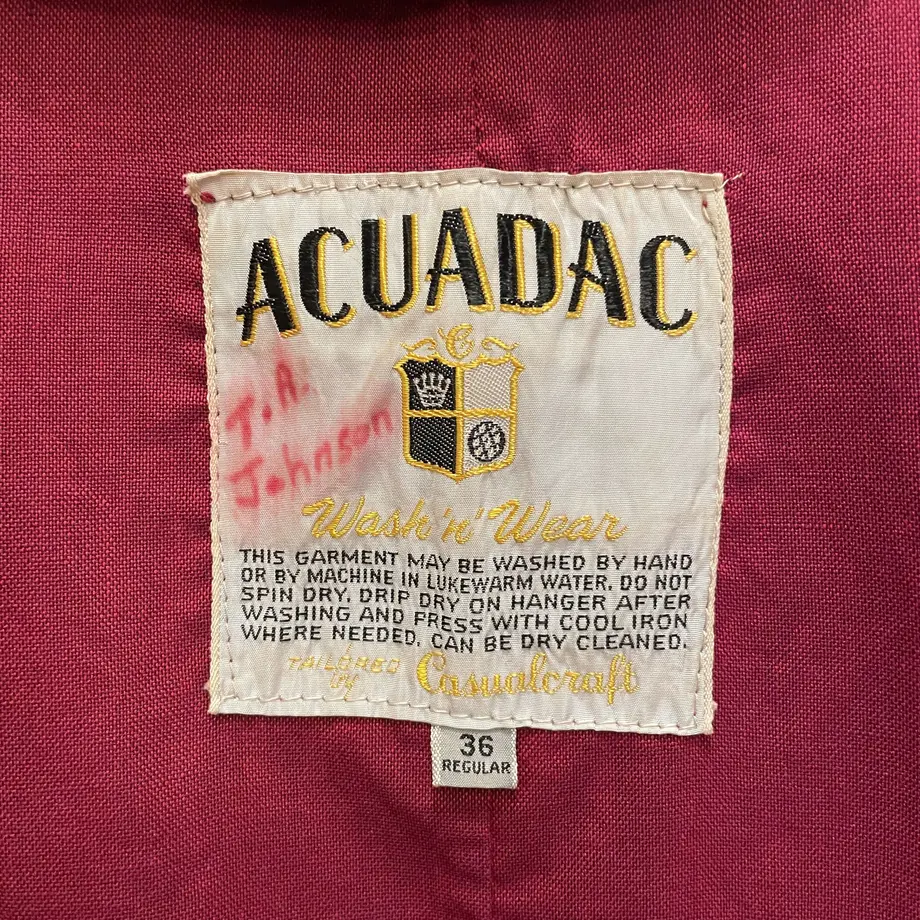 ACUADAC
C
T.A.
Johnson
Wash 'n' Wear
THIS GARMENT MAY BE WASHED BY HAND
OR BY MACHINE IN LUKEWARM WATER. DO NOT
SPIN DRY. DRIP DRY ON HANGER AFTER
WASHING AND PRESS WITH COOL IRON
WHERE NEEDED. CAN BE DRY CLEANED.
TAILORED
by
Casualcraft
36
REGULAR